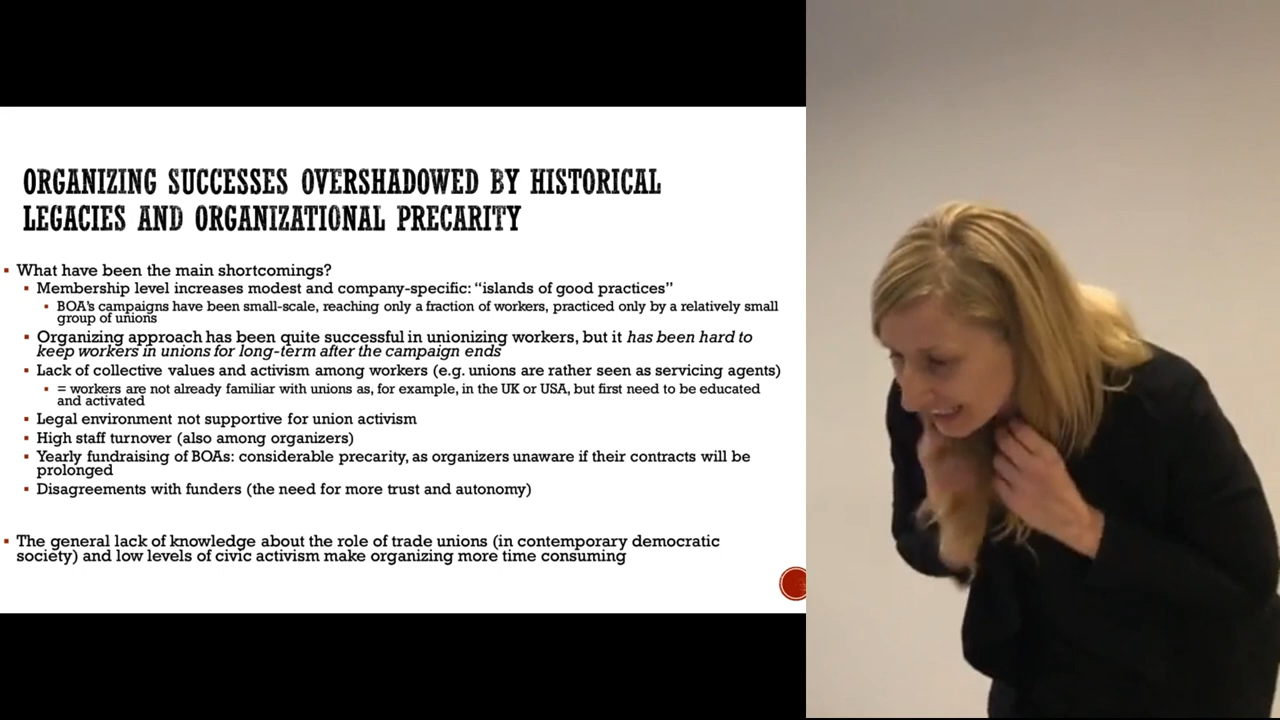 ORGANIZING SUCCESSES OVERSHADOWED BY HISTORICAL
LEGACIES AND ORGANIZATIONAL PRECARITY
▪ What have been the main shortcomings?
▪ Membership level increases modest and company-specific: “islands of good practices”
▪ BOA’s campaigns have been small-scale, reaching only a fraction of workers, practiced only by a relatively small
group of unions
▪ Organizing approach has been quite successful in unionizing workers, but it has been hard to
keep workers in unions for long-term after the campaign ends
▪ Lack of collective values and activism among workers (e.g. unions are rather seen as servicing agents)
▪ = workers are not already familiar with unions as, for example, in the UK or USA, but first need to be educated
and activated
▪ Legal environment not supportive for union activism
▪ High staff turnover (also among organizers)
▪ Yearly fundraising of BOAs: considerable precarity, as organizers unaware if their contracts will be
prolonged
▪ Disagreements with funders (the need for more trust and autonomy)
▪ The general lack of knowledge about the role of trade unions (in contemporary democratic
society) and low levels of civic activism make organizing more time consuming